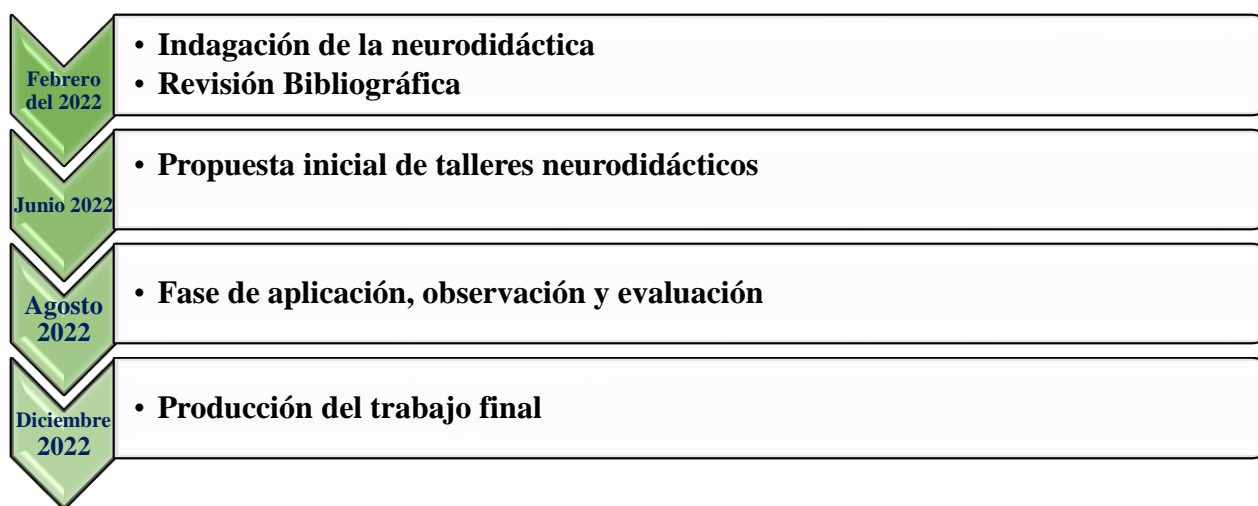 Febrero
del 2022
• Indagación de la neurodidáctica
• Revisión Bibliográfica
Junio 2022
• Propuesta inicial de talleres neurodidácticos
Agosto
2022
• Fase de aplicación, observación y evaluación
Diciembre
2022
• Producción del trabajo final